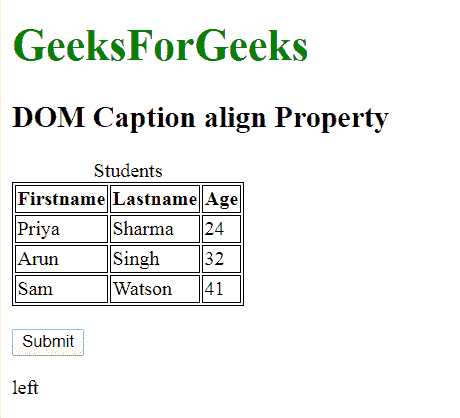 GeeksForGeeks
DOM Caption align Property
Students
Firstname Lastname Age
Priya Sharma 24
Arun Singh 32
Sam Watson 41
Submit
left